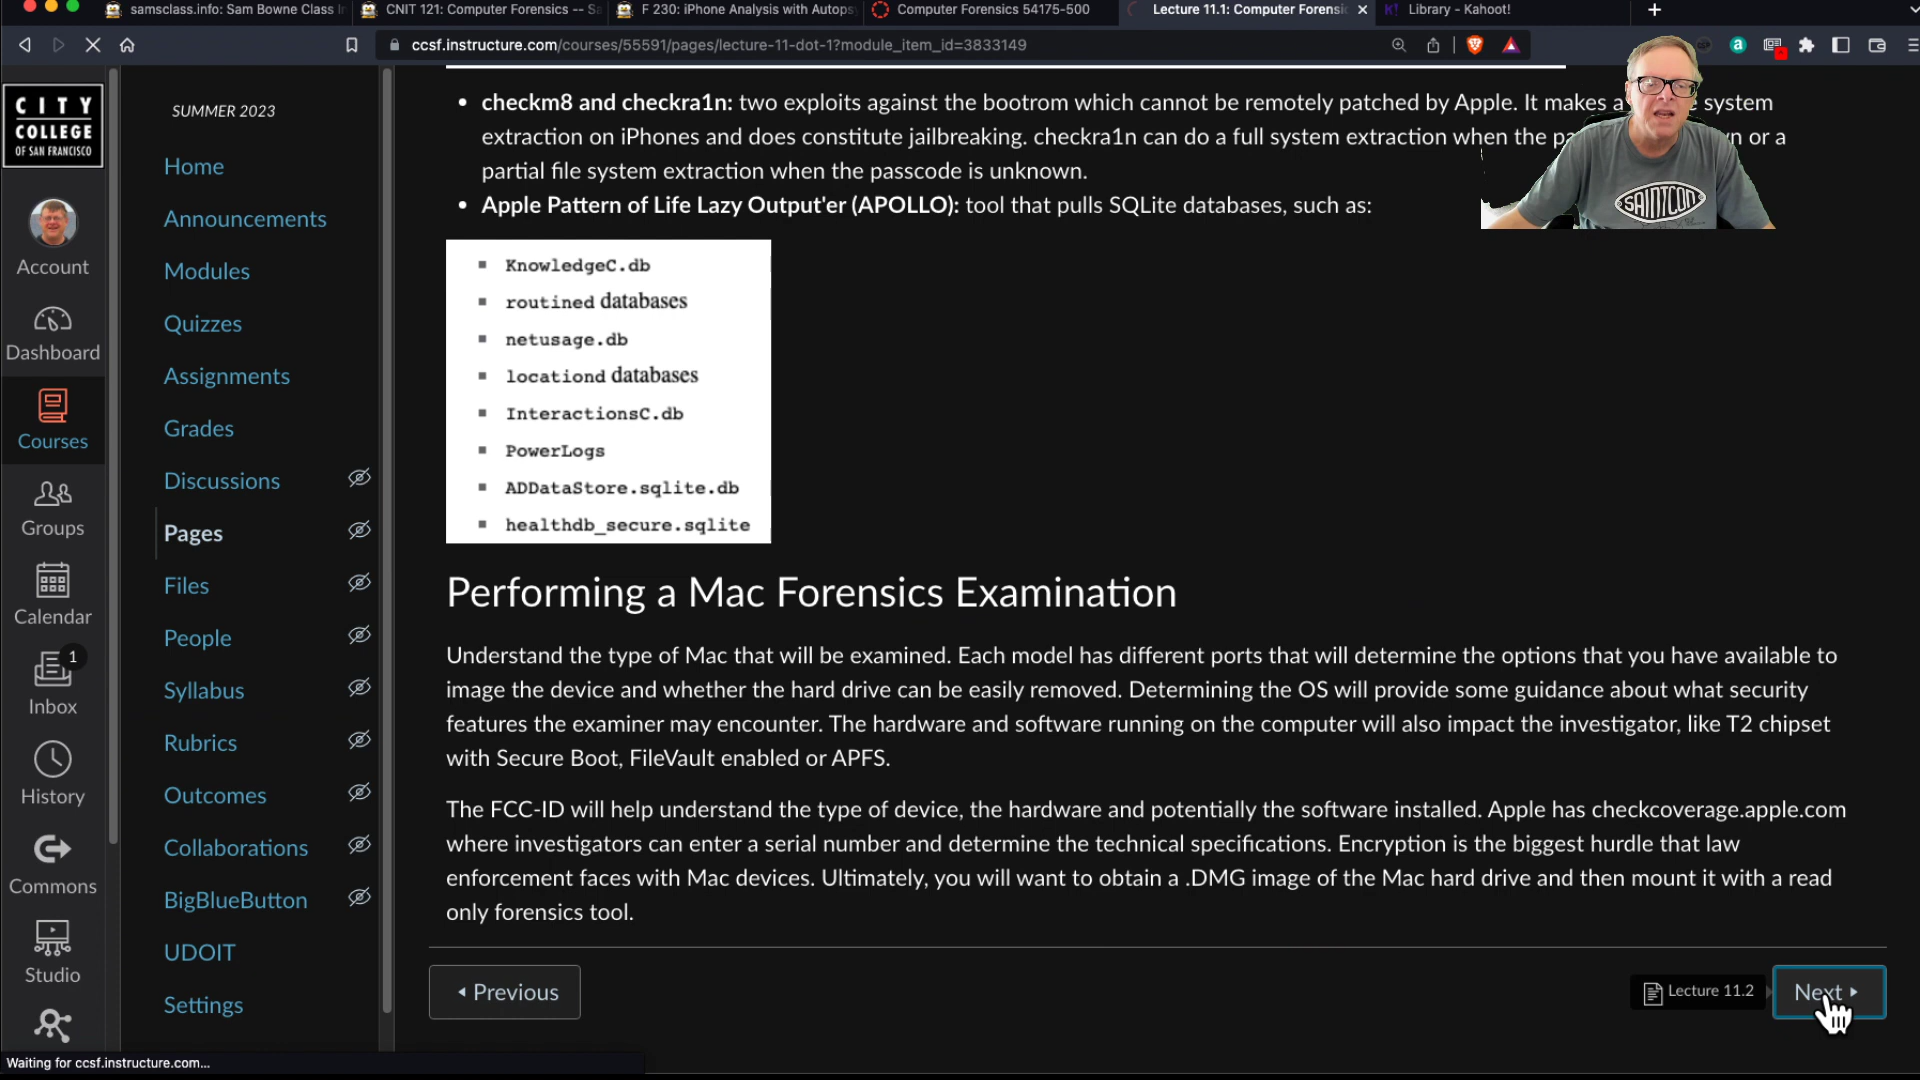 samsclass.info: Sam Bowne Class In
CNIT 121: Computer Forensics -- Sa
F 230: iPhone Analysis with Autops
Computer Forensics 54175-500
Lecture 11.1: Computer Forensic
Library - Kahoot!
ccsf.instructure.com/courses/55591/pages/lecture-11-dot-1?module_item_id=3833149
CITY
COLLEGE
OF SAN FRANCISCO
Account
Dashboard
Courses
Groups
Calendar
1
Inbox
History
Commons
Studio
SUMMER 2023
Home
Announcements
Modules
Quizzes
Assignments
Grades
Discussions
Pages
Files
People
Syllabus
Rubrics
Outcomes
Collaborations
BigBlueButton
UDOIT
Settings
• checkm8 and checkra1n: two exploits against the bootrom which cannot be remotely patched by Apple. It makes a system
extraction on iPhones and does constitute jailbreaking. checkra1n can do a full system extraction when the or a
partial file system extraction when the passcode is unknown.
• Apple Pattern of Life Lazy Output'er (APOLLO): tool that pulls SQLite databases, such as:
SAINTCON
▪ KnowledgeC.db
▪ routined databases
▪ netusage.db
▪ locationd databases
▪ InteractionsC.db
▪ PowerLogs
▪ ADDataStore.sqlite.db
▪ healthdb_secure.sqlite
Performing a Mac Forensics Examination
Understand the type of Mac that will be examined. Each model has different ports that will determine the options that you have available to
image the device and whether the hard drive can be easily removed. Determining the OS will provide some guidance about what security
features the examiner may encounter. The hardware and software running on the computer will also impact the investigator, like T2 chipset
with Secure Boot, FileVault enabled or APFS.
The FCC-ID will help understand the type of device, the hardware and potentially the software installed. Apple has checkcoverage.apple.com
where investigators can enter a serial number and determine the technical specifications. Encryption is the biggest hurdle that law
enforcement faces with Mac devices. Ultimately, you will want to obtain a .DMG image of the Mac hard drive and then mount it with a read
only forensics tool.
Previous
Lecture 11.2
Next
Waiting for ccsf.instructure.com...